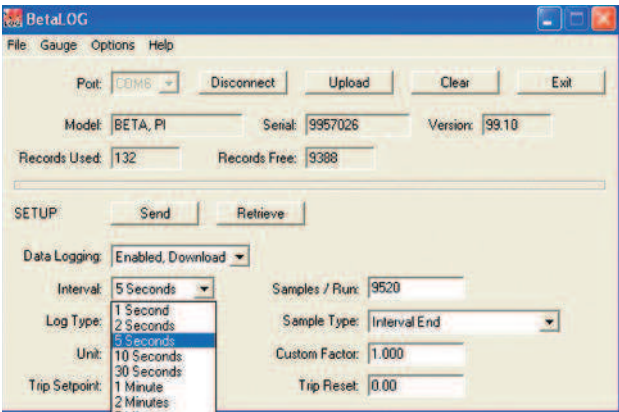 BetaLOG
File Gauge Options Help
Port: COM6 Disconnect Upload Clear Exit
Model: BETA, PI Serial: 9957026 Version: 99.10
Records Used: 132 Records Free: 9388
SETUP Send Retrieve
Data Logging: Enabled, Download
Interval: 5 Seconds Samples / Run: 9520
1 Second
Log Type: 2 Seconds Sample Type: Interval End
5 Seconds
Unit: 10 Seconds Custom Factor: 1.000
30 Seconds
Trip Setpoint: 1 Minute Trip Reset: 0.00
2 Minutes